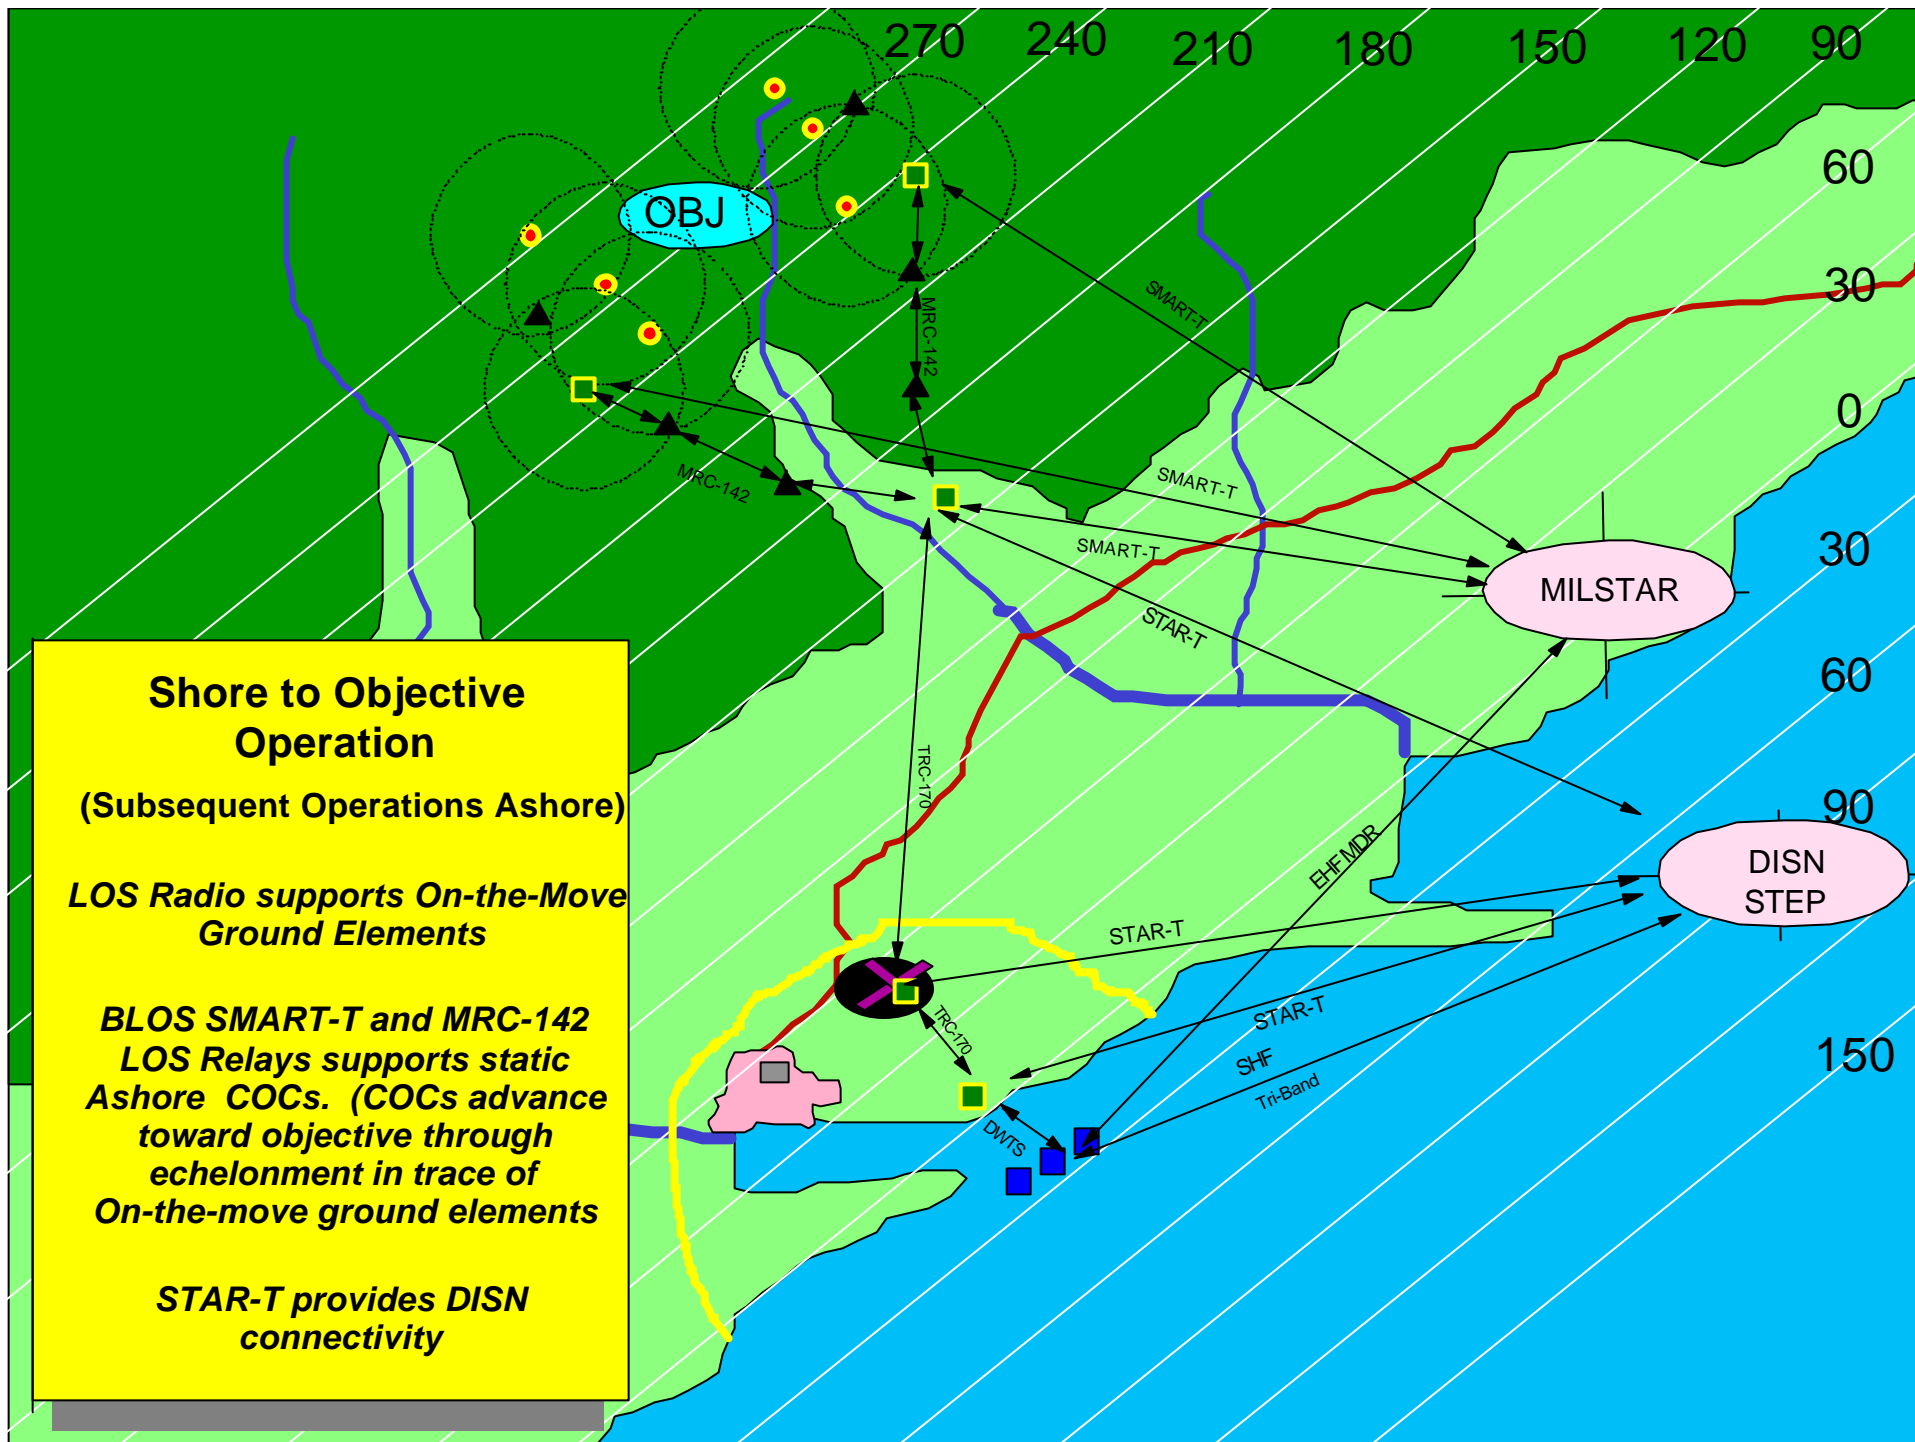 270
240
210
180
150
120
90
60
30
0
30
60
90
150
OBJ
SMART-T
MRC-142
MRC-142
SMART-T
SMART-T
STAR-T
MILSTAR
TRC-170
EHF MDR
DISN
STEP
STAR-T
TRC-170
STAR-T
SHF
Tri-Band
DWTS
Shore to Objective
Operation
(Subsequent Operations Ashore)
LOS Radio supports On-the-Move
Ground Elements
BLOS SMART-T and MRC-142
LOS Relays supports static
Ashore COCs. (COCs advance
toward objective through
echelonment in trace of
On-the-move ground elements
STAR-T provides DISN
connectivity